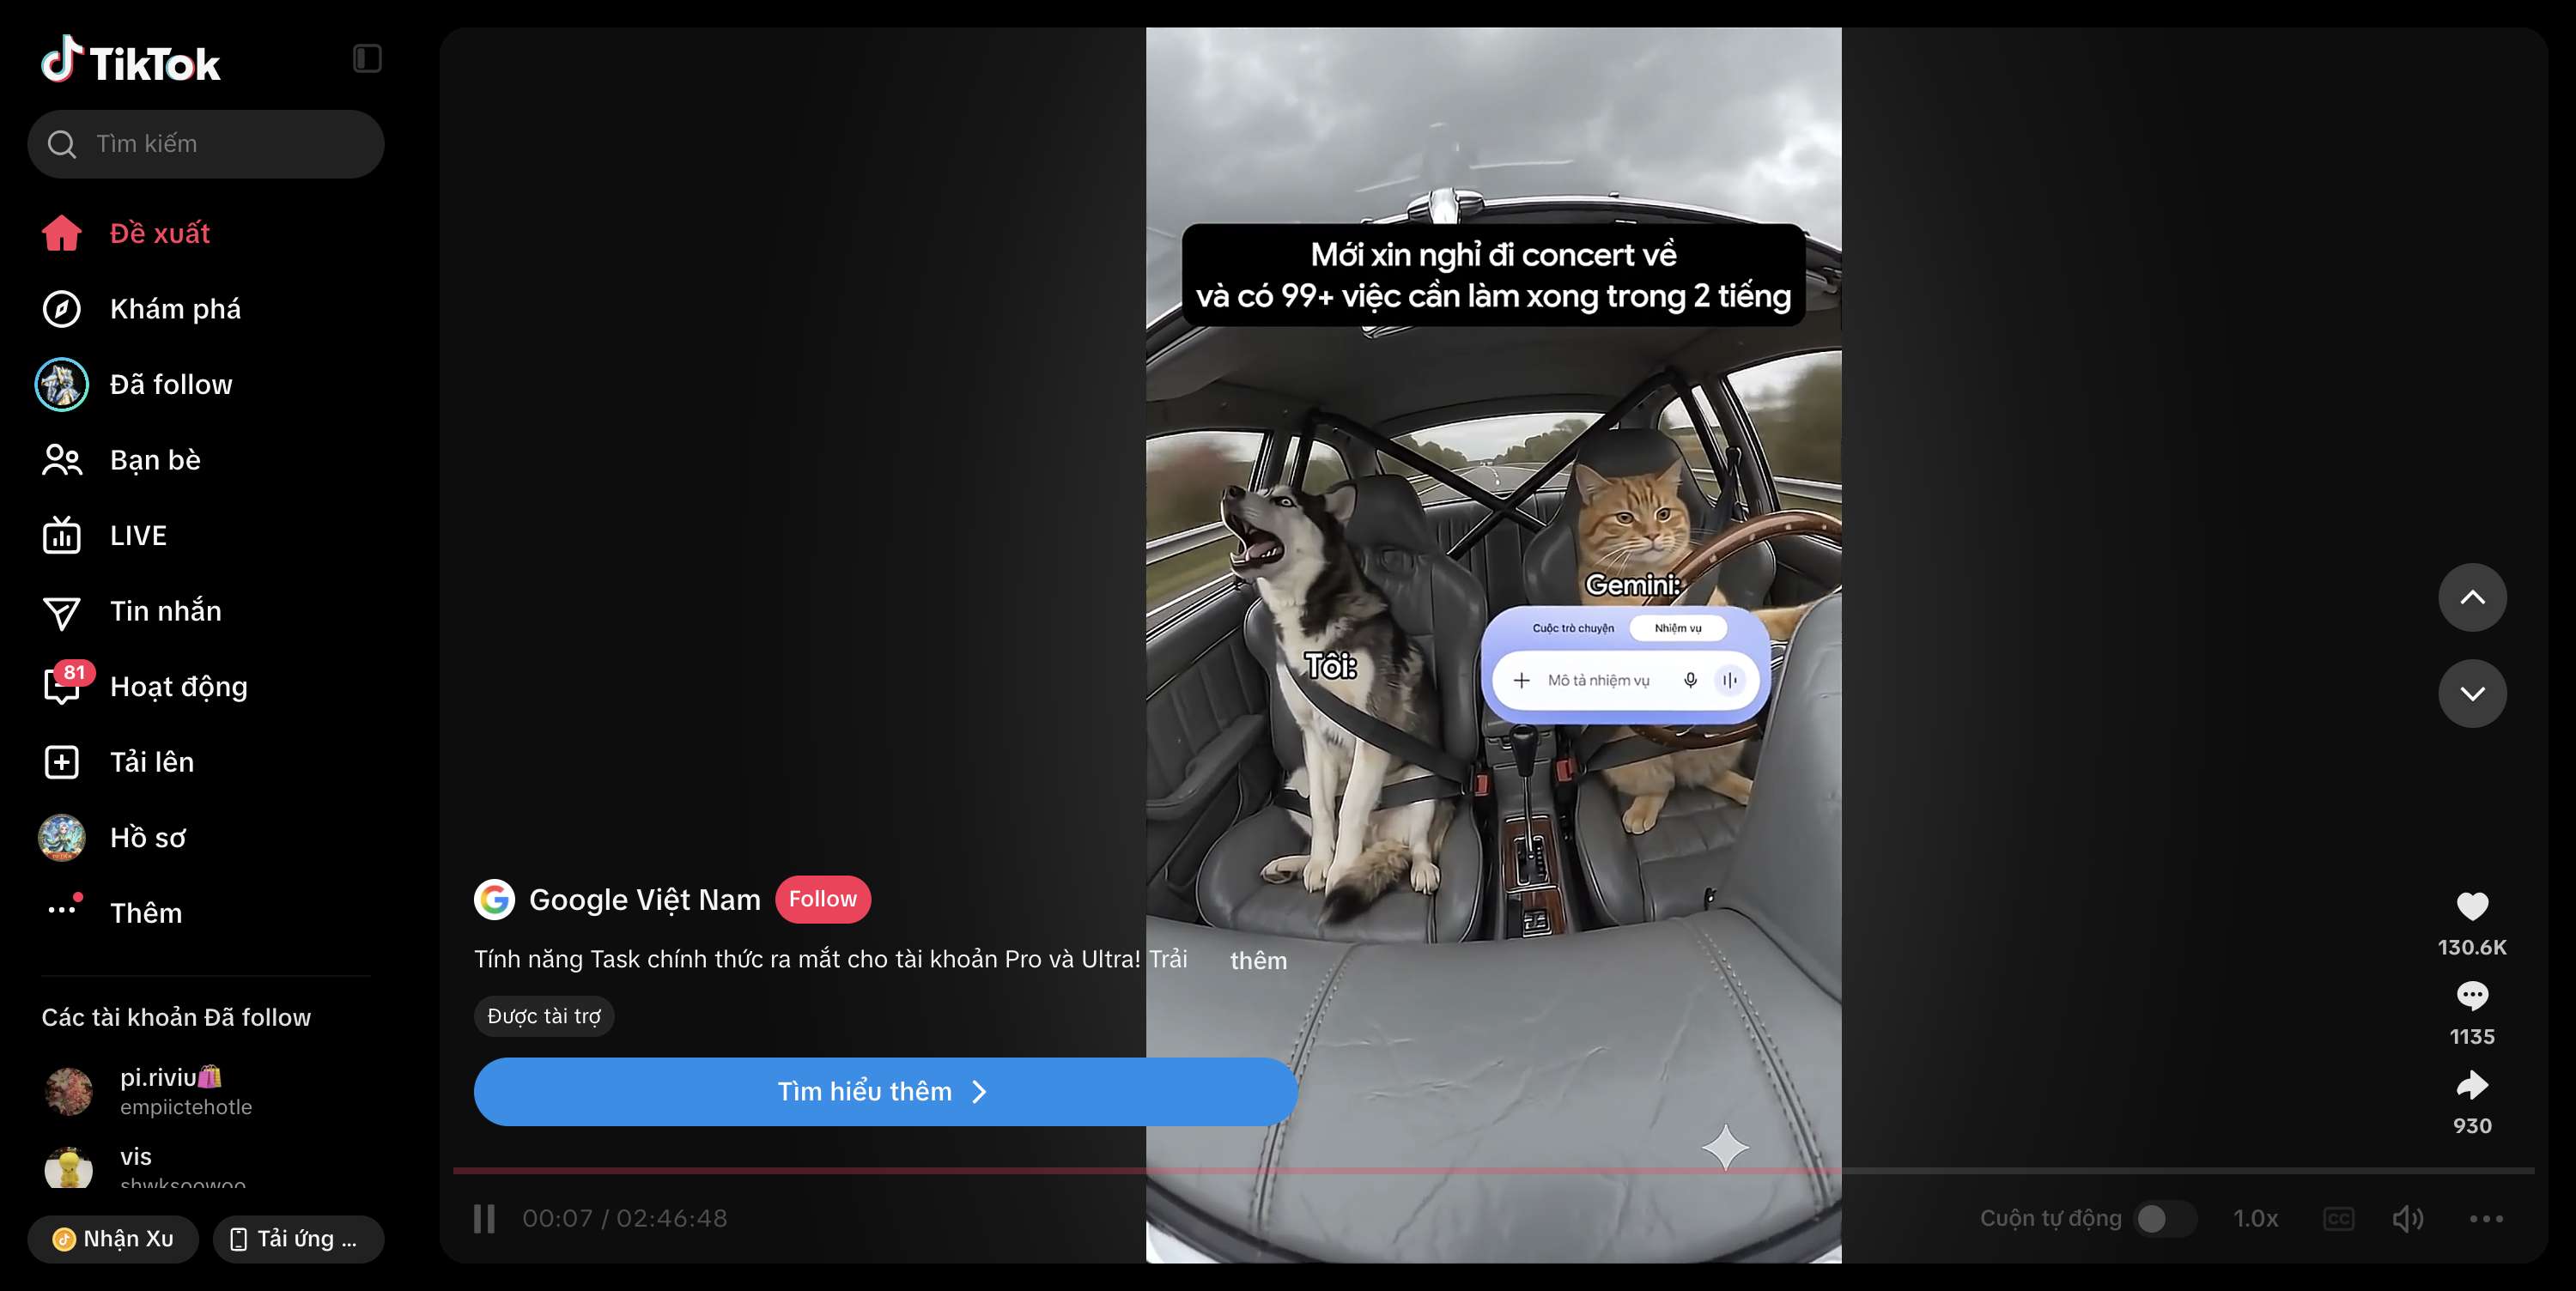 TikTok
Tìm kiếm
Đề xuất
Khám phá
Đã follow
Bạn bè
LIVE
Tin nhắn
81
Hoạt động
Tải lên
Hồ sơ
Thêm
Các tài khoản Đã follow
pi.riviu
empiictehotle
vis
shwksoowoo
Nhận Xu
Tải ứng ...
Mới xin nghỉ đi concert về
và có 99+ việc cần làm xong trong 2 tiếng
Gemini:
Cuộc trò chuyện
Nhiệm vụ
Mô tả nhiệm vụ
Tôi:
Google Việt Nam
Follow
Tính năng Task chính thức ra mắt cho tài khoản Pro và Ultra! Trải
thêm
Được tài trợ
Tìm hiểu thêm
130.6K
1135
930
00:07 / 02:46:48
Cuộn tự động
1.0x
CC